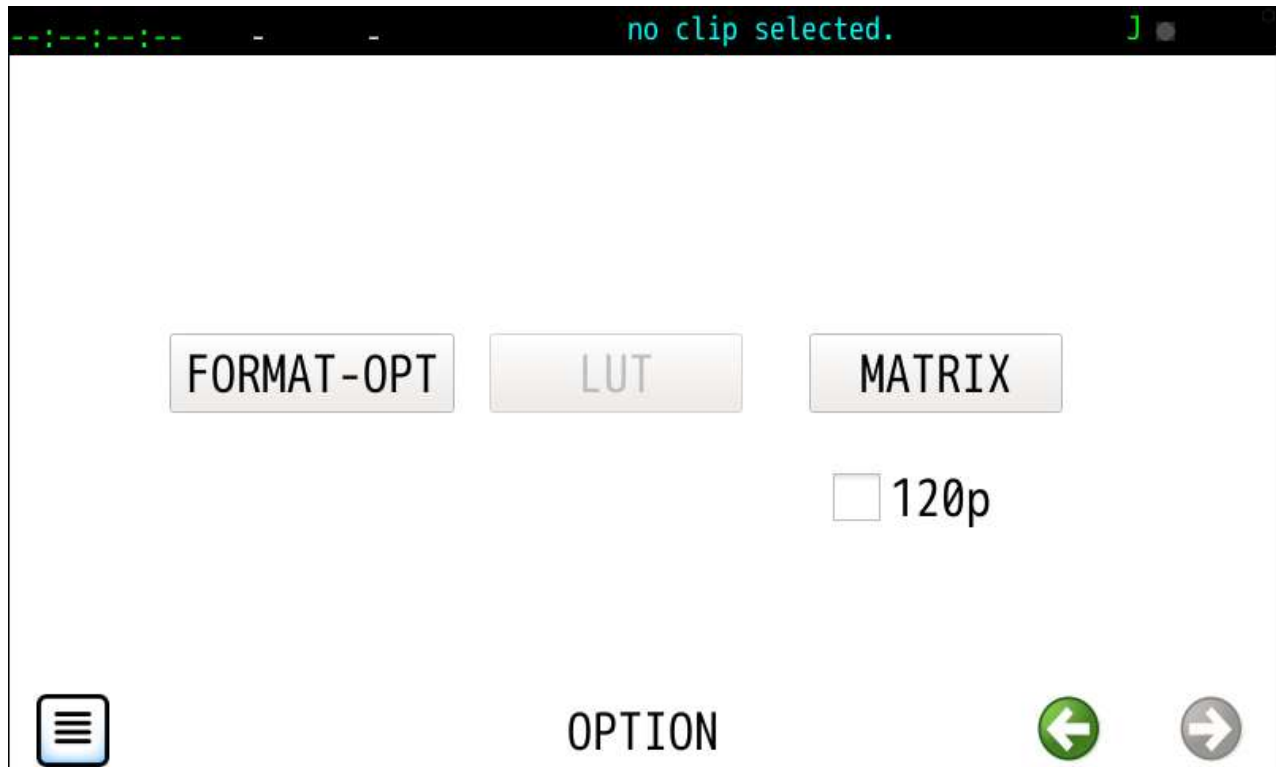 --:--:--:-- - - no clip selected. J
FORMAT-OPT LUT MATRIX
120p
OPTION